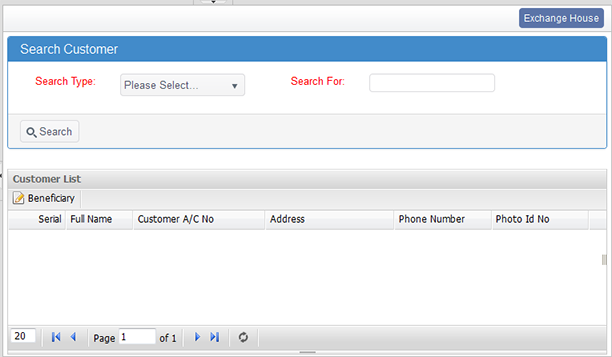 Exchange House
Search Customer
Search Type: Please Select... Search For:
Search
Customer List
Beneficiary
Serial Full Name Customer A/C No Address Phone Number Photo Id No
20 Page 1 of 1